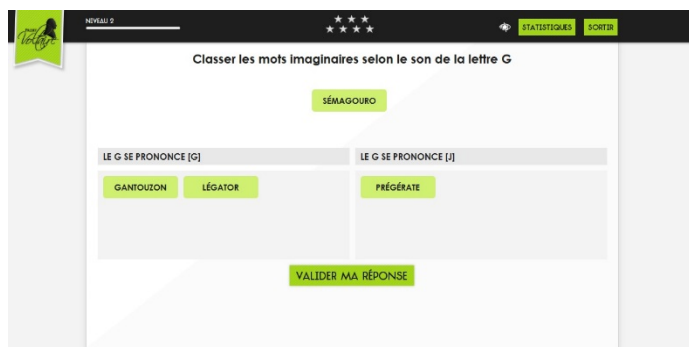 PROJET
Voltaire
NIVEAU 2
STATISTIQUES
SORTIR
Classer les mots imaginaires selon le son de la lettre G
SÉMAGOURO
LE G SE PRONONCE [G]
LE G SE PRONONCE [J]
GANTOUZON
LÉGATOR
PRÉGÉRATE
VALIDER MA RÉPONSE